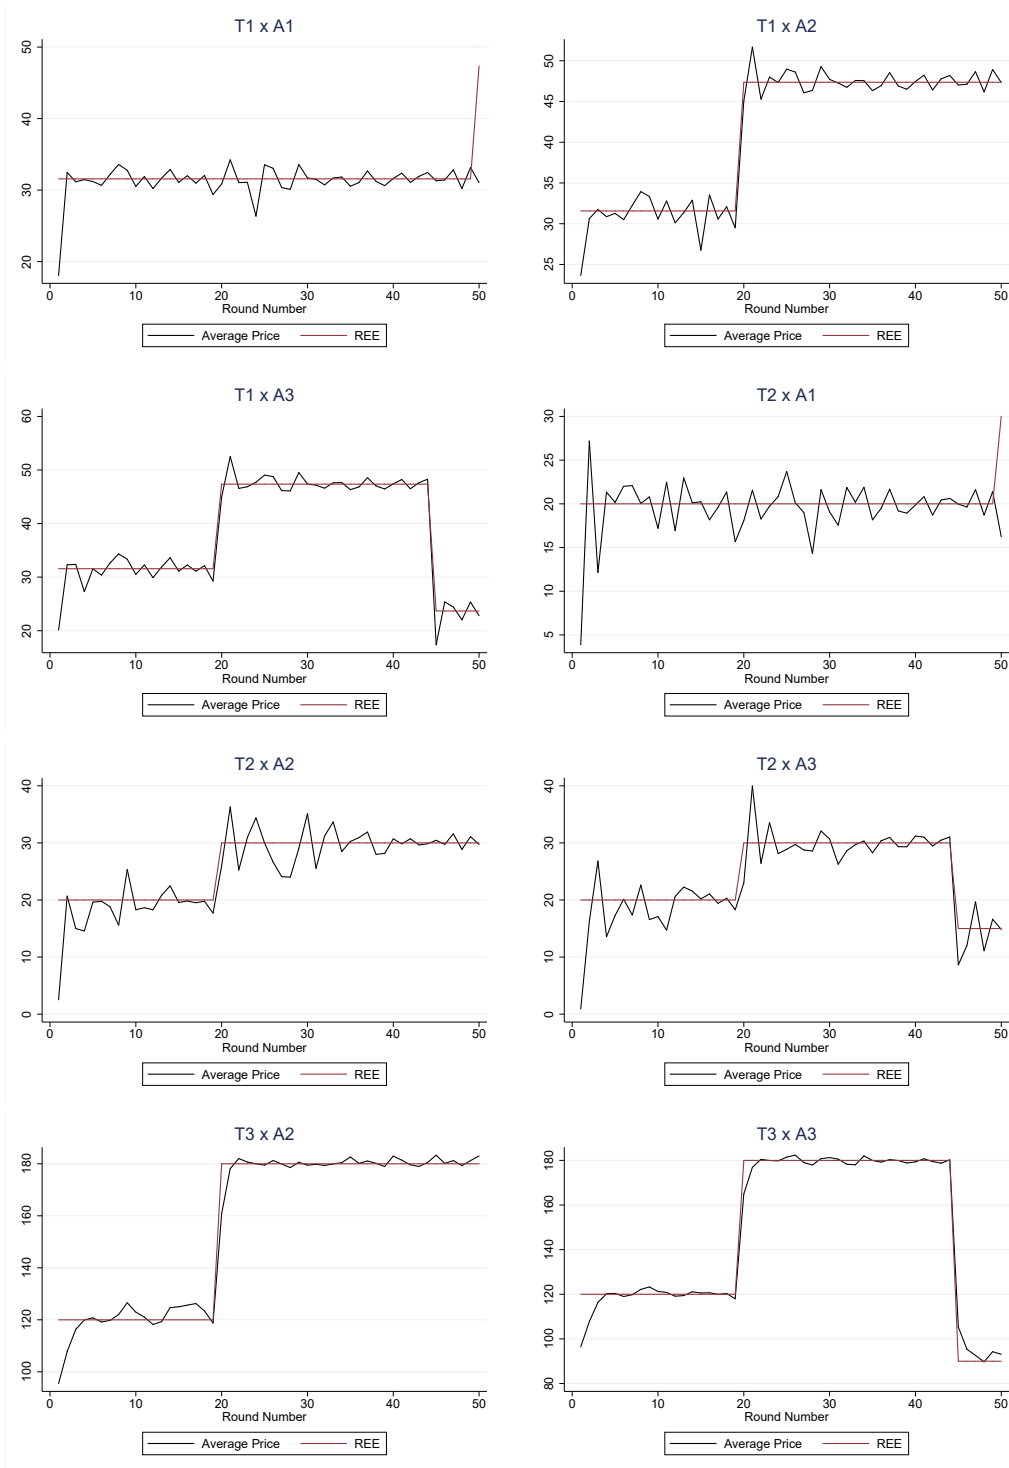 T1 x A1
50
40
30
20
0 10 20 30 40 50
Round Number
Average Price REE
T1 x A2
50
45
40
35
30
25
0 10 20 30 40 50
Round Number
Average Price REE
T1 x A3
60
50
40
30
20
0 10 20 30 40 50
Round Number
Average Price REE
T2 x A1
30
25
20
15
10
5
0 10 20 30 40 50
Round Number
Average Price REE
T2 x A2
40
30
20
10
0
0 10 20 30 40 50
Round Number
Average Price REE
T2 x A3
40
30
20
10
0
0 10 20 30 40 50
Round Number
Average Price REE
T3 x A2
180
160
140
120
100
0 10 20 30 40 50
Round Number
Average Price REE
T3 x A3
180
160
140
120
100
80
0 10 20 30 40 50
Round Number
Average Price REE